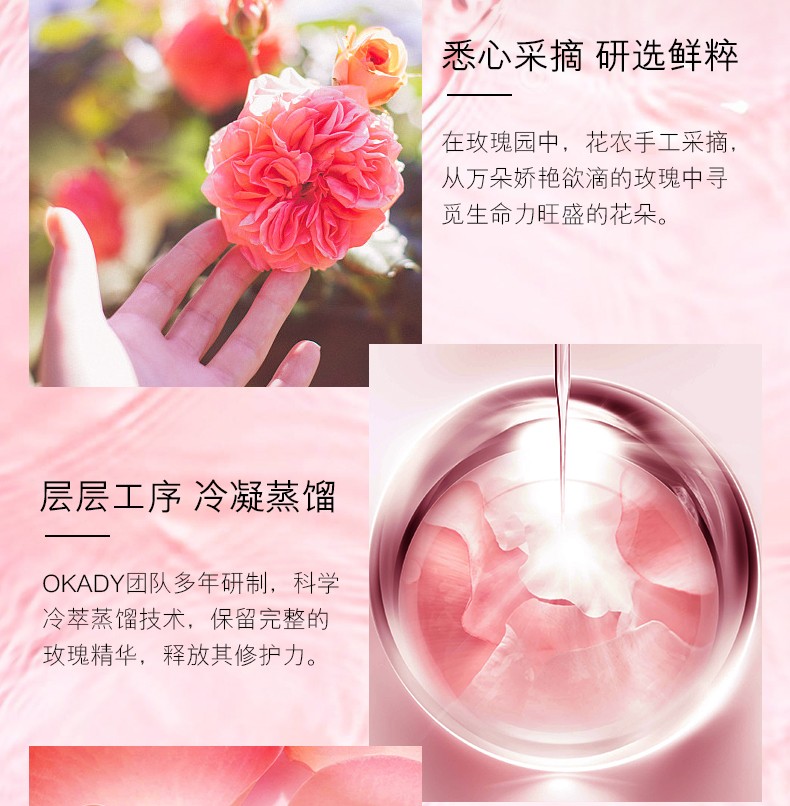 悉心采摘 研选鲜粹
在玫瑰园中，花农手工采摘，
从万朵娇艳欲滴的玫瑰中寻
觅生命力旺盛的花朵。
层层工序 冷凝蒸馏
OKADY团队多年研制，科学
冷萃蒸馏技术，保留完整的
玫瑰精华，释放其修护力。